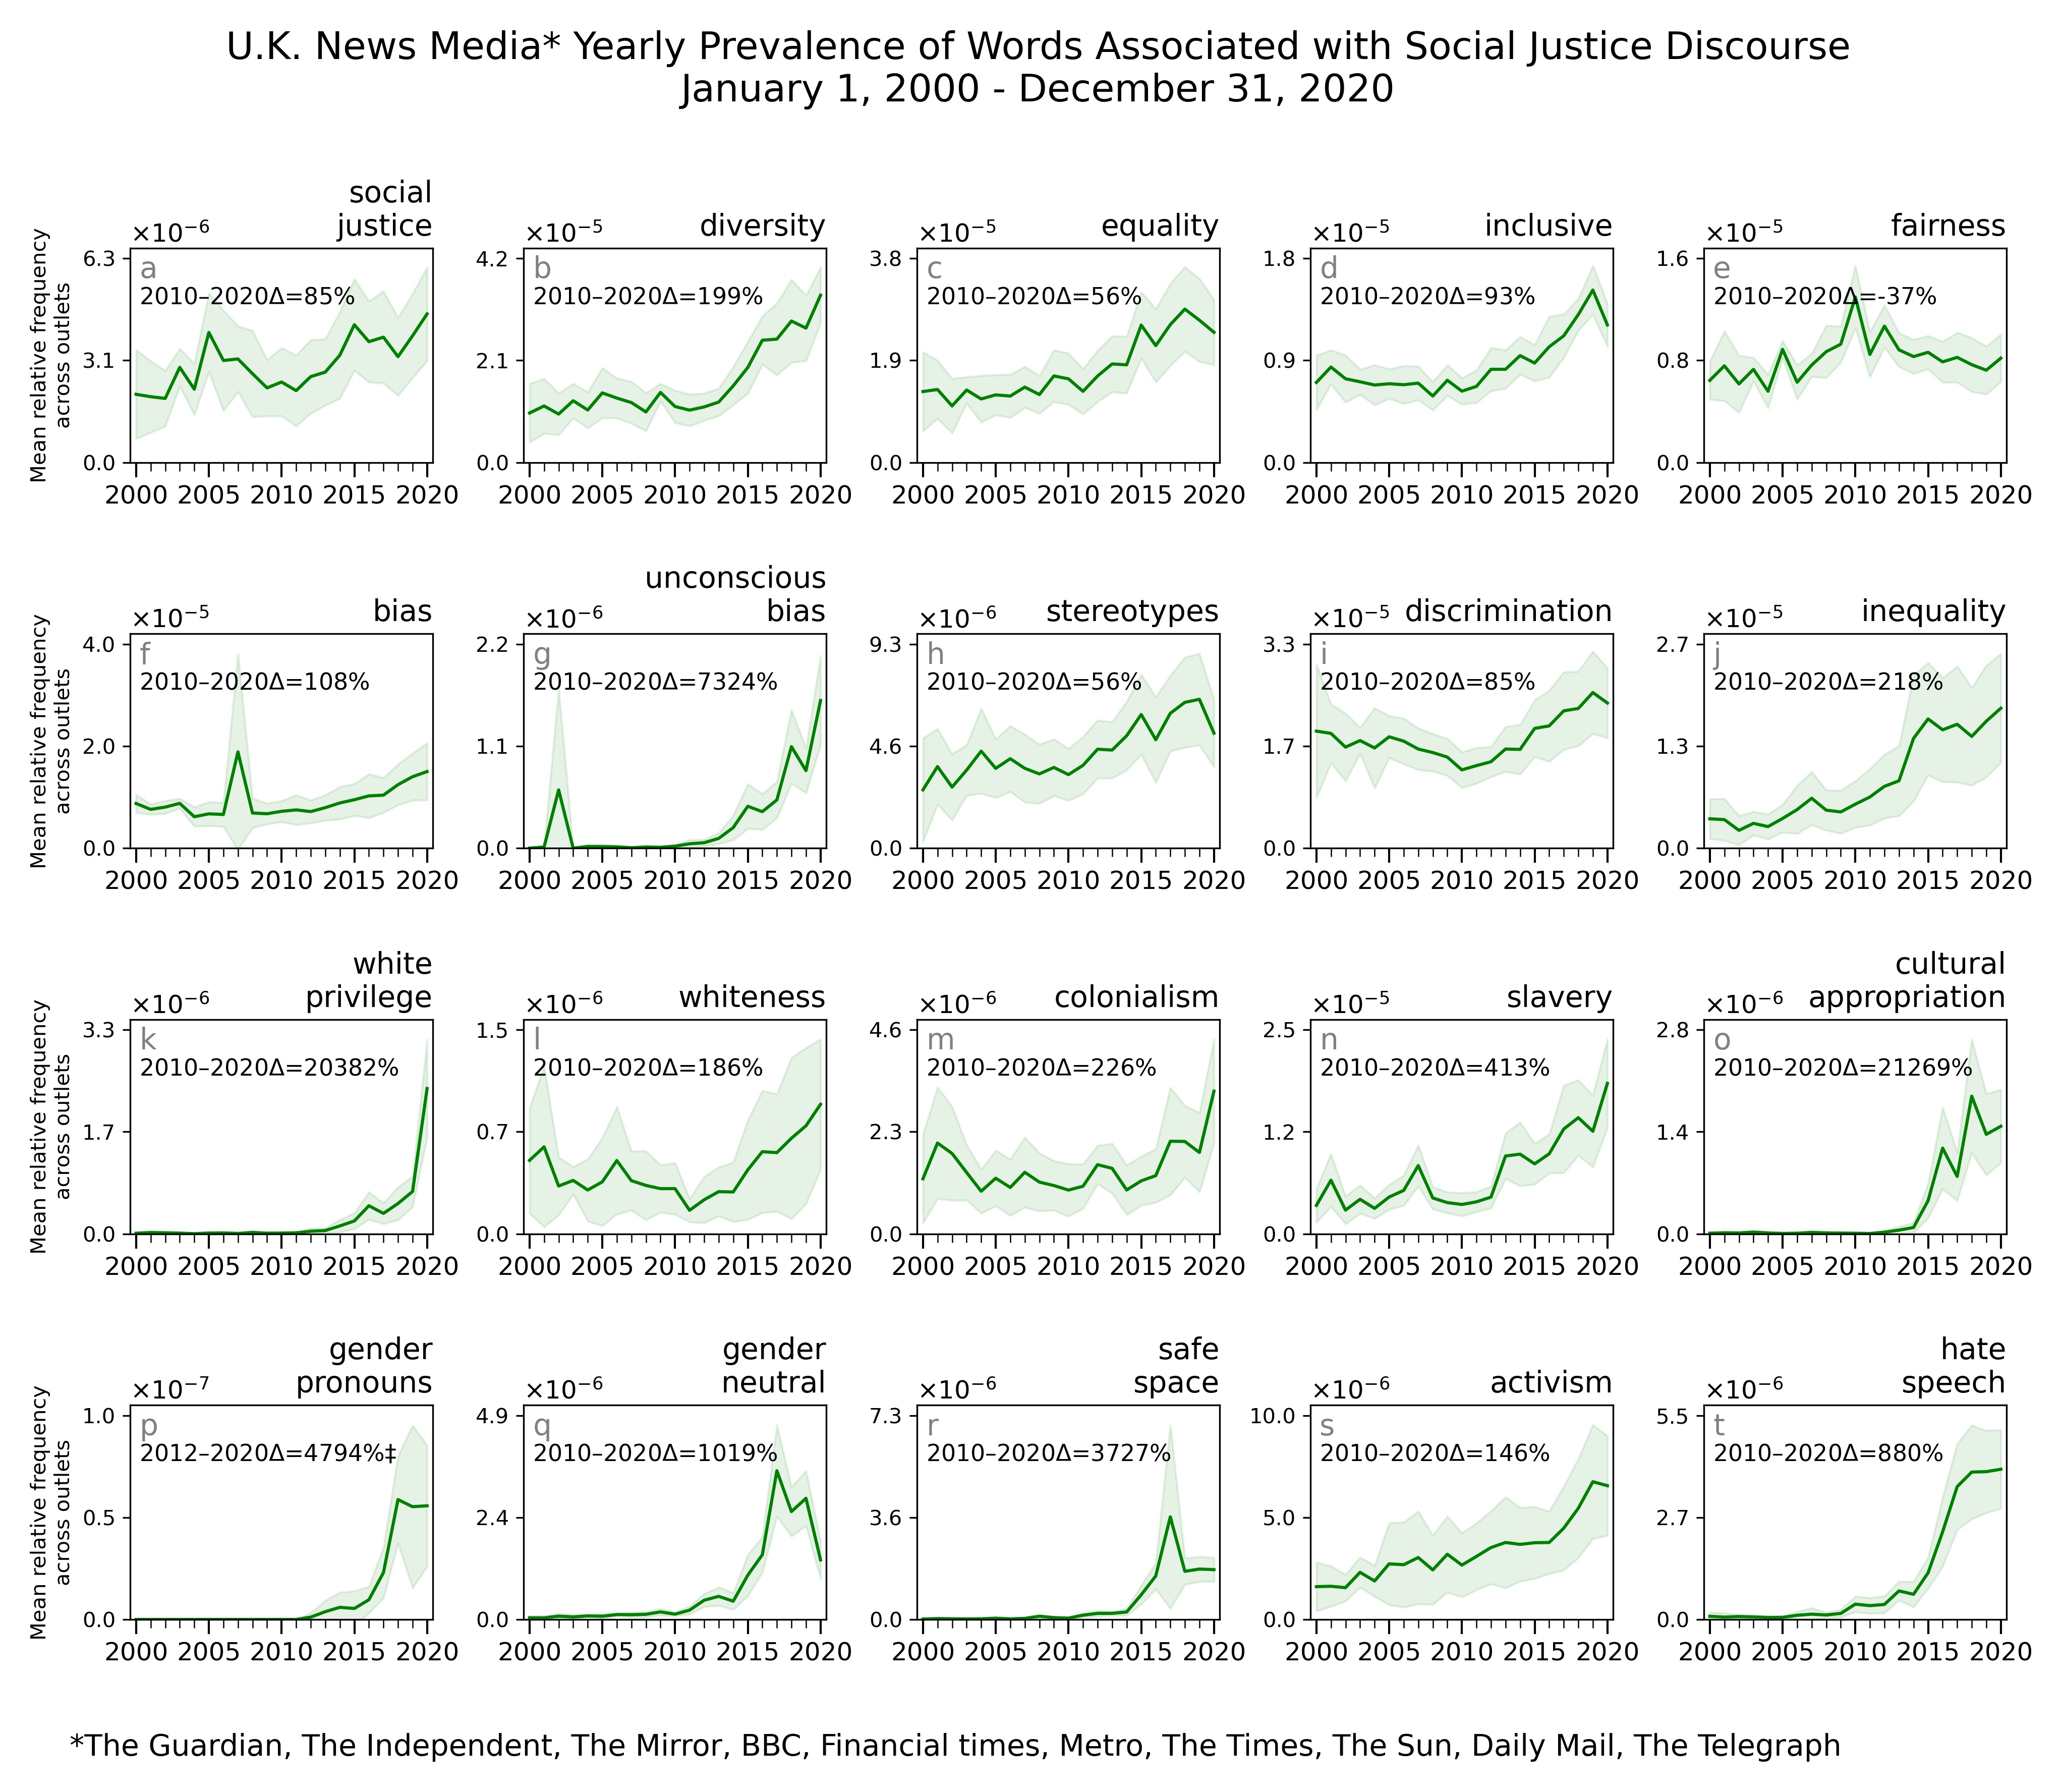 U.K. News Media* Yearly Prevalence of Words Associated with Social Justice Discourse
January 1, 2000 - December 31, 2020
Mean relative frequency
across outlets
×10⁻⁶
social
justice
a
2010–2020Δ=85%
6.3
3.1
0.0
2000 2005 2010 2015 2020
×10⁻⁵
diversity
b
2010–2020Δ=199%
4.2
2.1
0.0
2000 2005 2010 2015 2020
×10⁻⁵
equality
c
2010–2020Δ=56%
3.8
1.9
0.0
2000 2005 2010 2015 2020
×10⁻⁵
inclusive
d
2010–2020Δ=93%
1.8
0.9
0.0
2000 2005 2010 2015 2020
×10⁻⁵
fairness
e
2010–2020Δ=-37%
1.6
0.8
0.0
2000 2005 2010 2015 2020
Mean relative frequency
across outlets
×10⁻⁵
bias
f
2010–2020Δ=108%
4.0
2.0
0.0
2000 2005 2010 2015 2020
×10⁻⁶
unconscious
bias
g
2010–2020Δ=7324%
2.2
1.1
0.0
2000 2005 2010 2015 2020
×10⁻⁶
stereotypes
h
2010–2020Δ=56%
9.3
4.6
0.0
2000 2005 2010 2015 2020
×10⁻⁵
discrimination
i
2010–2020Δ=85%
3.3
1.7
0.0
2000 2005 2010 2015 2020
×10⁻⁵
inequality
j
2010–2020Δ=218%
2.7
1.3
0.0
2000 2005 2010 2015 2020
Mean relative frequency
across outlets
×10⁻⁶
white
privilege
k
2010–2020Δ=20382%
3.3
1.7
0.0
2000 2005 2010 2015 2020
×10⁻⁶
whiteness
l
2010–2020Δ=186%
1.5
0.7
0.0
2000 2005 2010 2015 2020
×10⁻⁶
colonialism
m
2010–2020Δ=226%
4.6
2.3
0.0
2000 2005 2010 2015 2020
×10⁻⁵
slavery
n
2010–2020Δ=413%
2.5
1.2
0.0
2000 2005 2010 2015 2020
×10⁻⁶
cultural
appropriation
o
2010–2020Δ=21269%
2.8
1.4
0.0
2000 2005 2010 2015 2020
Mean relative frequency
across outlets
×10⁻⁷
gender
pronouns
p
2012–2020Δ=4794%‡
1.0
0.5
0.0
2000 2005 2010 2015 2020
×10⁻⁶
gender
neutral
q
2010–2020Δ=1019%
4.9
2.4
0.0
2000 2005 2010 2015 2020
×10⁻⁶
safe
space
r
2010–2020Δ=3727%
7.3
3.6
0.0
2000 2005 2010 2015 2020
×10⁻⁶
activism
s
2010–2020Δ=146%
10.0
5.0
0.0
2000 2005 2010 2015 2020
×10⁻⁶
hate
speech
t
2010–2020Δ=880%
5.5
2.7
0.0
2000 2005 2010 2015 2020
*The Guardian, The Independent, The Mirror, BBC, Financial times, Metro, The Times, The Sun, Daily Mail, The Telegraph